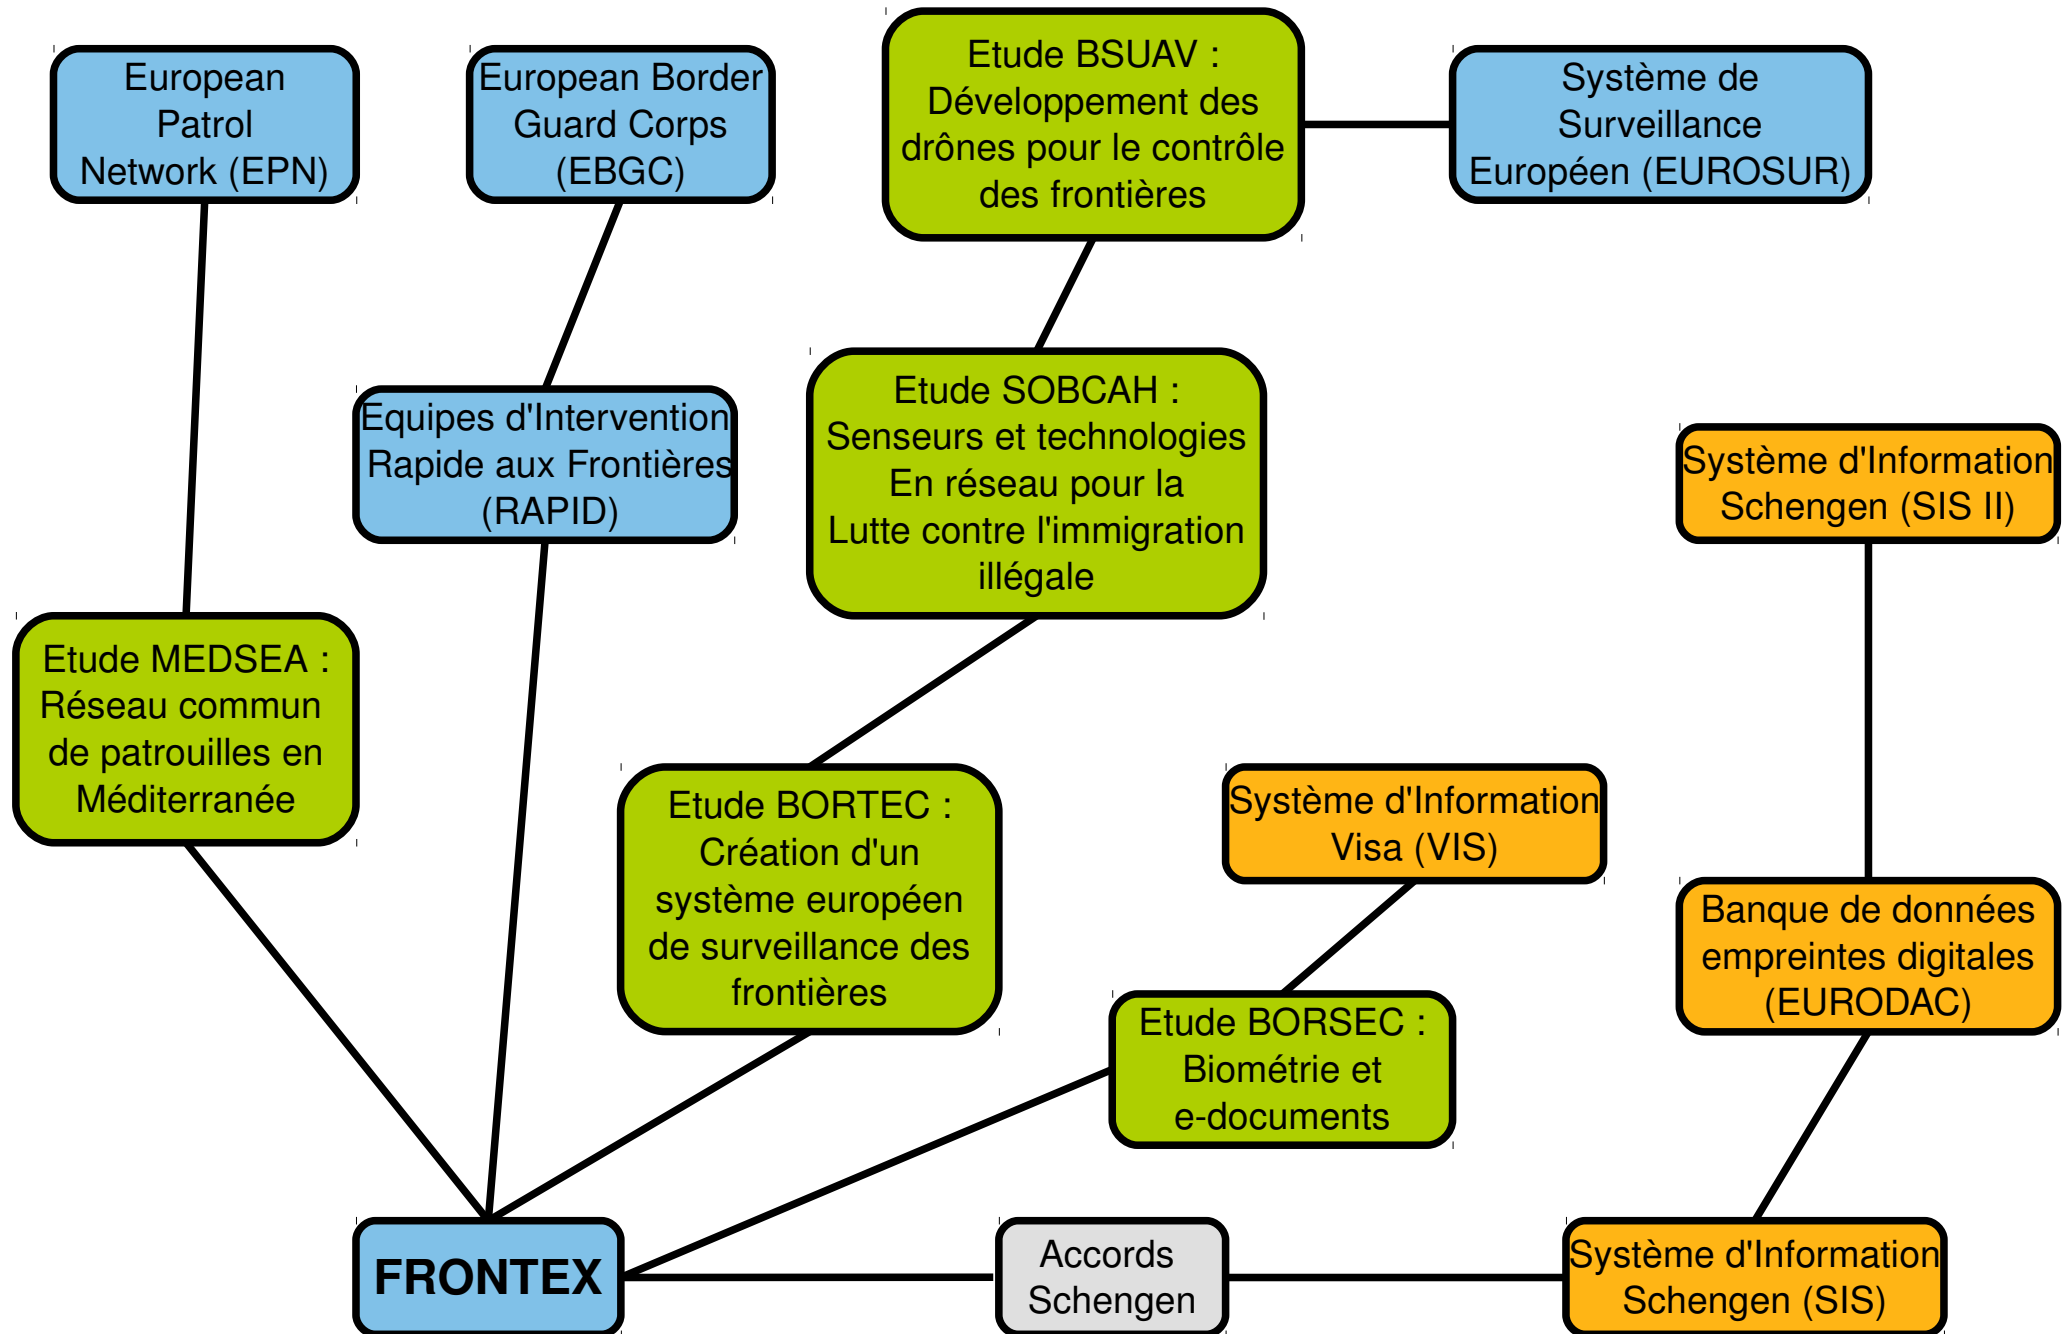 European
Patrol
Network (EPN)
European Border
Guard Corps
(EBGC)
Etude BSUAV :
Développement des
drônes pour le contrôle
des frontières
Système de
Surveillance
Européen (EUROSUR)
Equipes d'Intervention
Rapide aux Frontières
(RAPID)
Etude SOBCAH :
Senseurs et technologies
En réseau pour la
Lutte contre l'immigration
illégale
Système d'Information
Schengen (SIS II)
Etude MEDSEA :
Réseau commun
de patrouilles en
Méditerranée
Etude BORTEC :
Création d'un
système européen
de surveillance des
frontières
Système d'Information
Visa (VIS)
Banque de données
empreintes digitales
(EURODAC)
Etude BORSEC :
Biométrie et
e-documents
FRONTEX
Accords
Schengen
Système d'Information
Schengen (SIS)